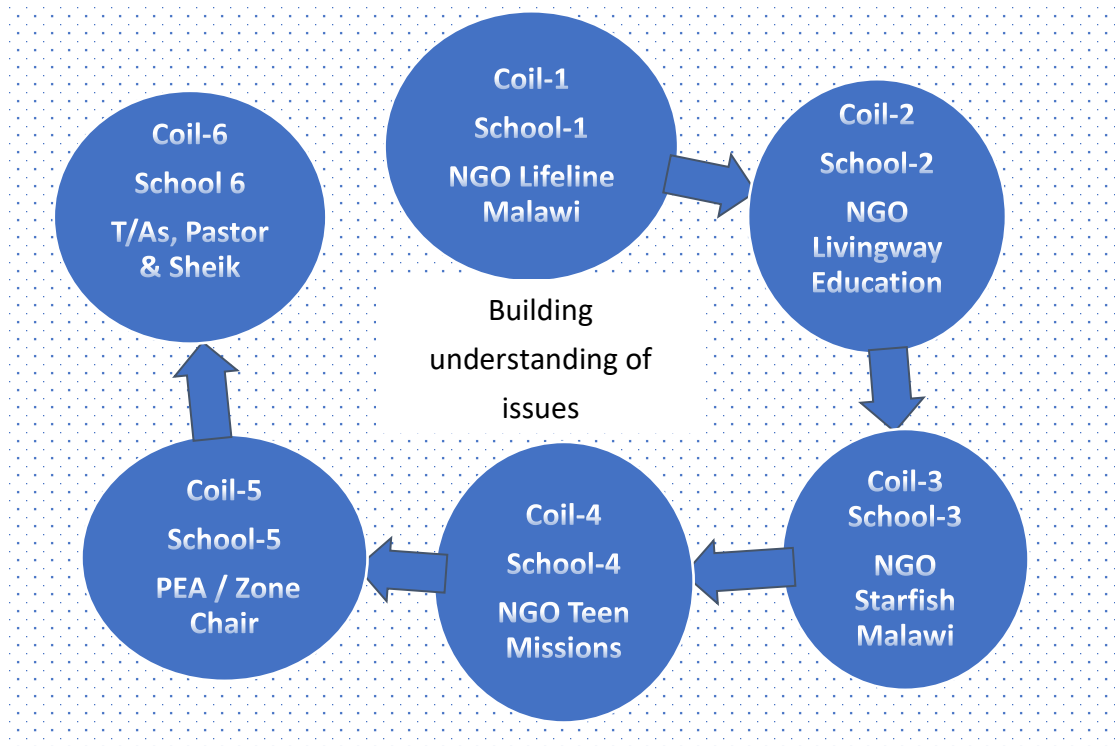 Coil-1
School-1
NGO Lifeline
Malawi
Coil-2
School-2
NGO
Livingway
Education
Coil-3
School-3
NGO
Starfish
Malawi
Coil-4
School-4
NGO Teen
Missions
Coil-5
School-5
PEA / Zone
Chair
Coil-6
School 6
T/As, Pastor
& Sheik
Building
understanding of
issues